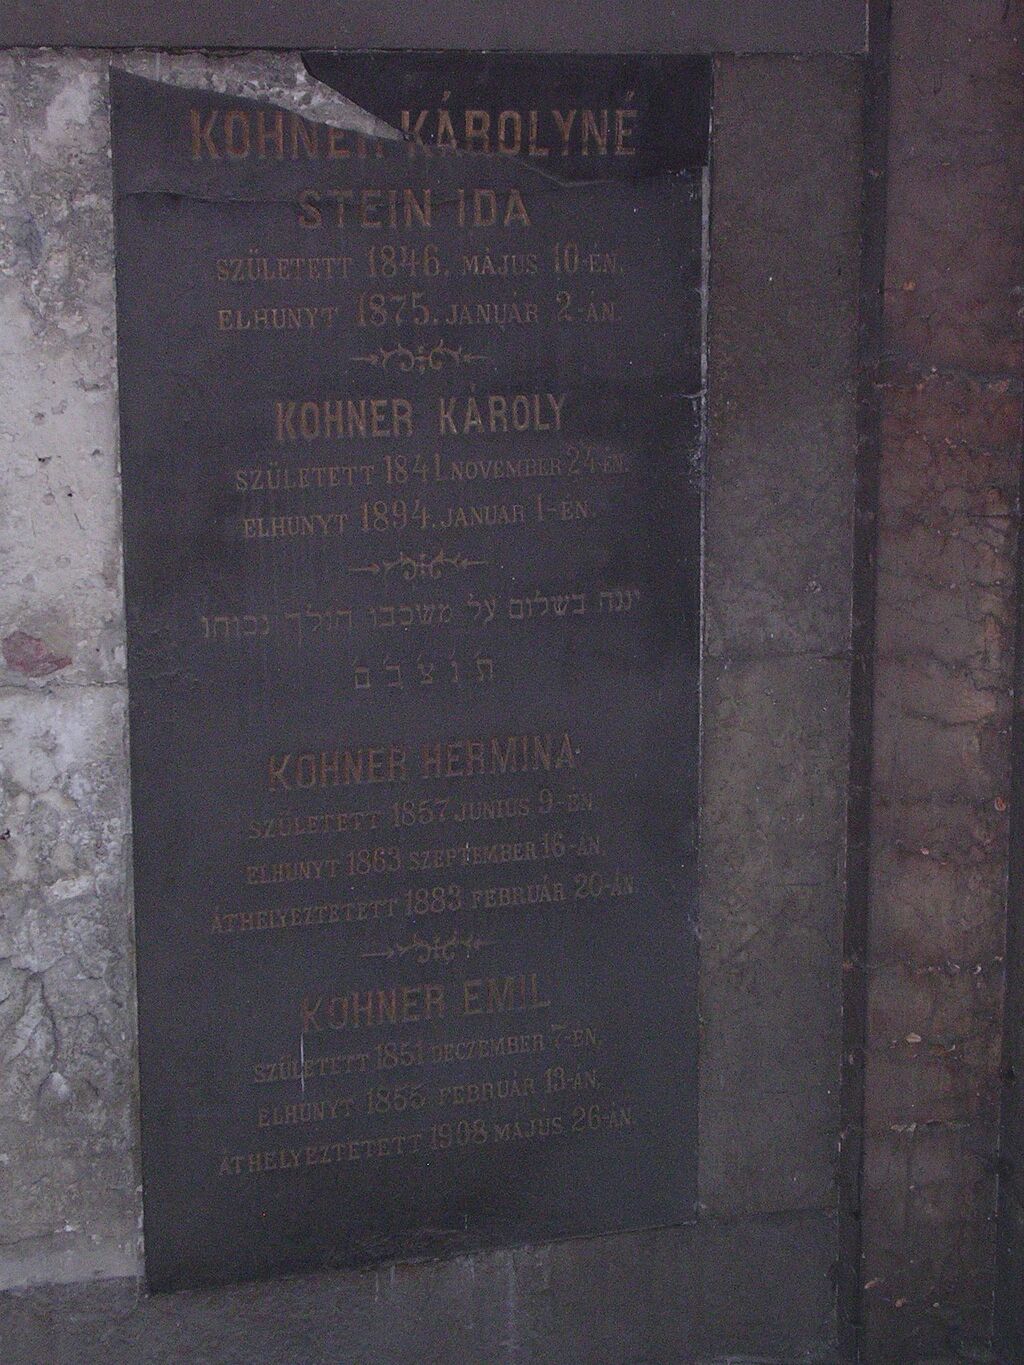 KOHNER KÁROLYNÉ
STEIN IDA
SZÜLETETT 1846. MÁJUS 10-ÉN.
ELHUNYT 1875. JANUÁR 2-ÁN.
KOHNER KÁROLY
SZÜLETETT 1841 NOVEMBER 24-ÉN.
ELHUNYT 1894. JANUÁR 1-ÉN.
ינוח בשלום על משכבו הולך נכוחו
ת נ צ ב ם
KOHNER HERMINA.
SZÜLETETT 1857 JUNIUS 9-ÉN
ELHUNYT 1863 SZEPTEMBER 16-ÁN.
ÁTHELYEZTETETT 1883 FEBRUÁR 20-ÁN
KOHNER EMIL
SZÜLETETT 1851 DECZEMBER 7-ÉN.
ELHUNYT 1855 FEBRUÁR 13-ÁN.
ÁTHELYEZTETETT 1908 MÁJUS 26-ÁN.